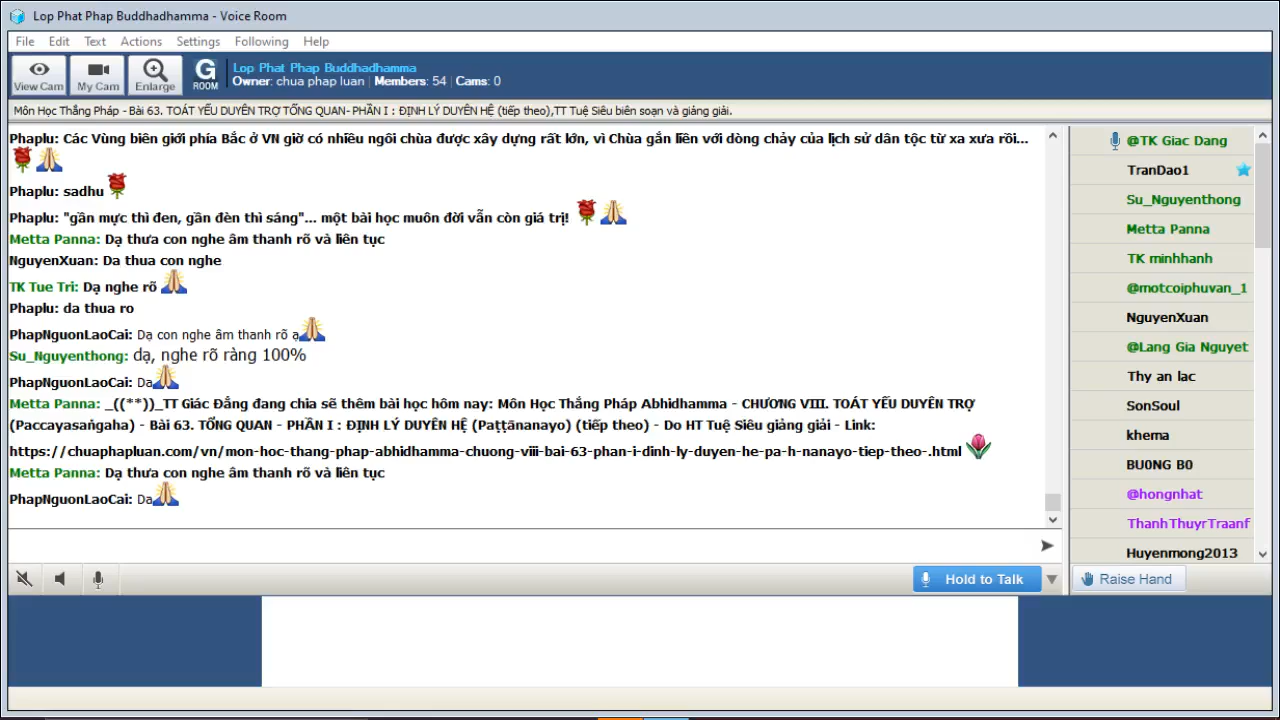 Lop Phat Phap Buddhadhamma - Voice Room
File Edit Text Actions Settings Following Help
View Cam My Cam Enlarge G ROOM
Lop Phat Phap Buddhadhamma
Owner: chua phap luan | Members: 54 | Cams: 0
Môn Học Thắng Pháp - Bài 63. TOÁT YẾU DUYÊN TRỢ TỔNG QUAN- PHẦN I : ĐỊNH LÝ DUYÊN HỆ (tiếp theo),TT Tuệ Siêu biên soạn và giảng giải.
Phaplu: Các Vùng biên giới phía Bắc ở VN giờ có nhiều ngôi chùa được xây dựng rất lớn, vì Chùa gắn liền với dòng chảy của lịch sử dân tộc từ xa xưa rồi...
Phaplu: sadhu
Phaplu: "gần mực thì đen, gần đèn thì sáng"... một bài học muôn đời vẫn còn giá trị!
Metta Panna: Dạ thưa con nghe âm thanh rõ và liên tục
NguyenXuan: Da thua con nghe
TK Tue Tri: Dạ nghe rõ
Phaplu: da thua ro
PhapNguonLaoCai: Dạ con nghe âm thanh rõ ạ
Su_Nguyenthong: dạ, nghe rõ ràng 100%
PhapNguonLaoCai: Da
Metta Panna: _((**))_TT Giác Đẳng đang chia sẽ thêm bài học hôm nay: Môn Học Thắng Pháp Abhidhamma - CHƯƠNG VIII. TOÁT YẾU DUYÊN TRỢ
(Paccayasaṅgaha) - Bài 63. TỔNG QUAN - PHẦN I : ĐỊNH LÝ DUYÊN HỆ (Paṭṭhānanayo) (tiếp theo) - Do HT Tuệ Siêu giảng giải - Link:
https://chuaphapluan.com/vn/mon-hoc-thang-phap-abhidhamma-chuong-viii-bai-63-phan-i-dinh-ly-duyen-he-pa-h-nanayo-tiep-theo-.html
Metta Panna: Dạ thưa con nghe âm thanh rõ và liên tục
PhapNguonLaoCai: Da
@TK Giac Dang
TranDao1
Su_Nguyenthong
Metta Panna
TK minhhanh
@motcoiphuvan_1
NguyenXuan
@Lang Gia Nguyet
Thy an lac
SonSoul
khema
BU0NG B0
@hongnhat
ThanhThuyrTraanf
Huyenmong2013
Hold to Talk
Raise Hand